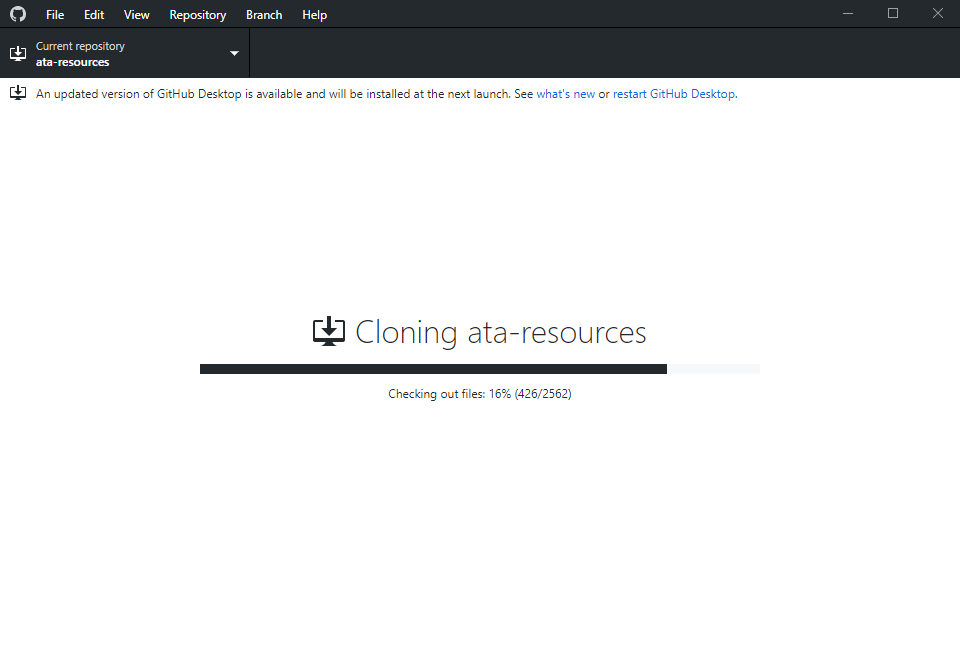 File Edit View Repository Branch Help
Current repository
ata-resources
An updated version of GitHub Desktop is available and will be installed at the next launch. See what's new or restart GitHub Desktop.
Cloning ata-resources
Checking out files: 16% (426/2562)